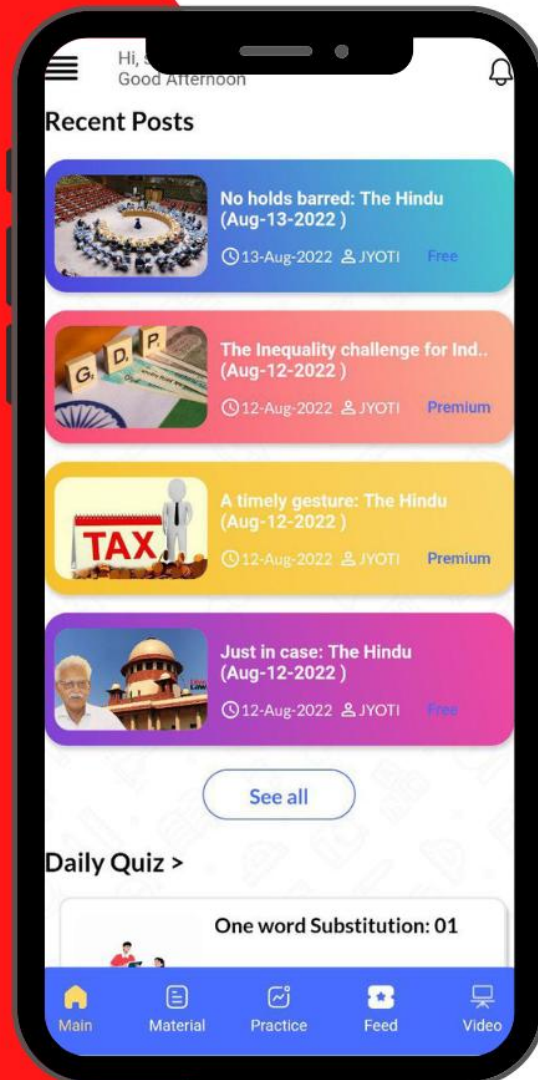 Hi,
Good Afternoon
Recent Posts
No holds barred: The Hindu
(Aug-13-2022 )
13-Aug-2022 JYOTI Free
G D P
The Inequality challenge for Ind..
(Aug-12-2022 )
12-Aug-2022 JYOTI Premium
TAX
A timely gesture: The Hindu
(Aug-12-2022 )
12-Aug-2022 JYOTI Premium
Just in case: The Hindu
(Aug-12-2022 )
12-Aug-2022 JYOTI Free
See all
Daily Quiz >
One word Substitution: 01
Main Material Practice Feed Video